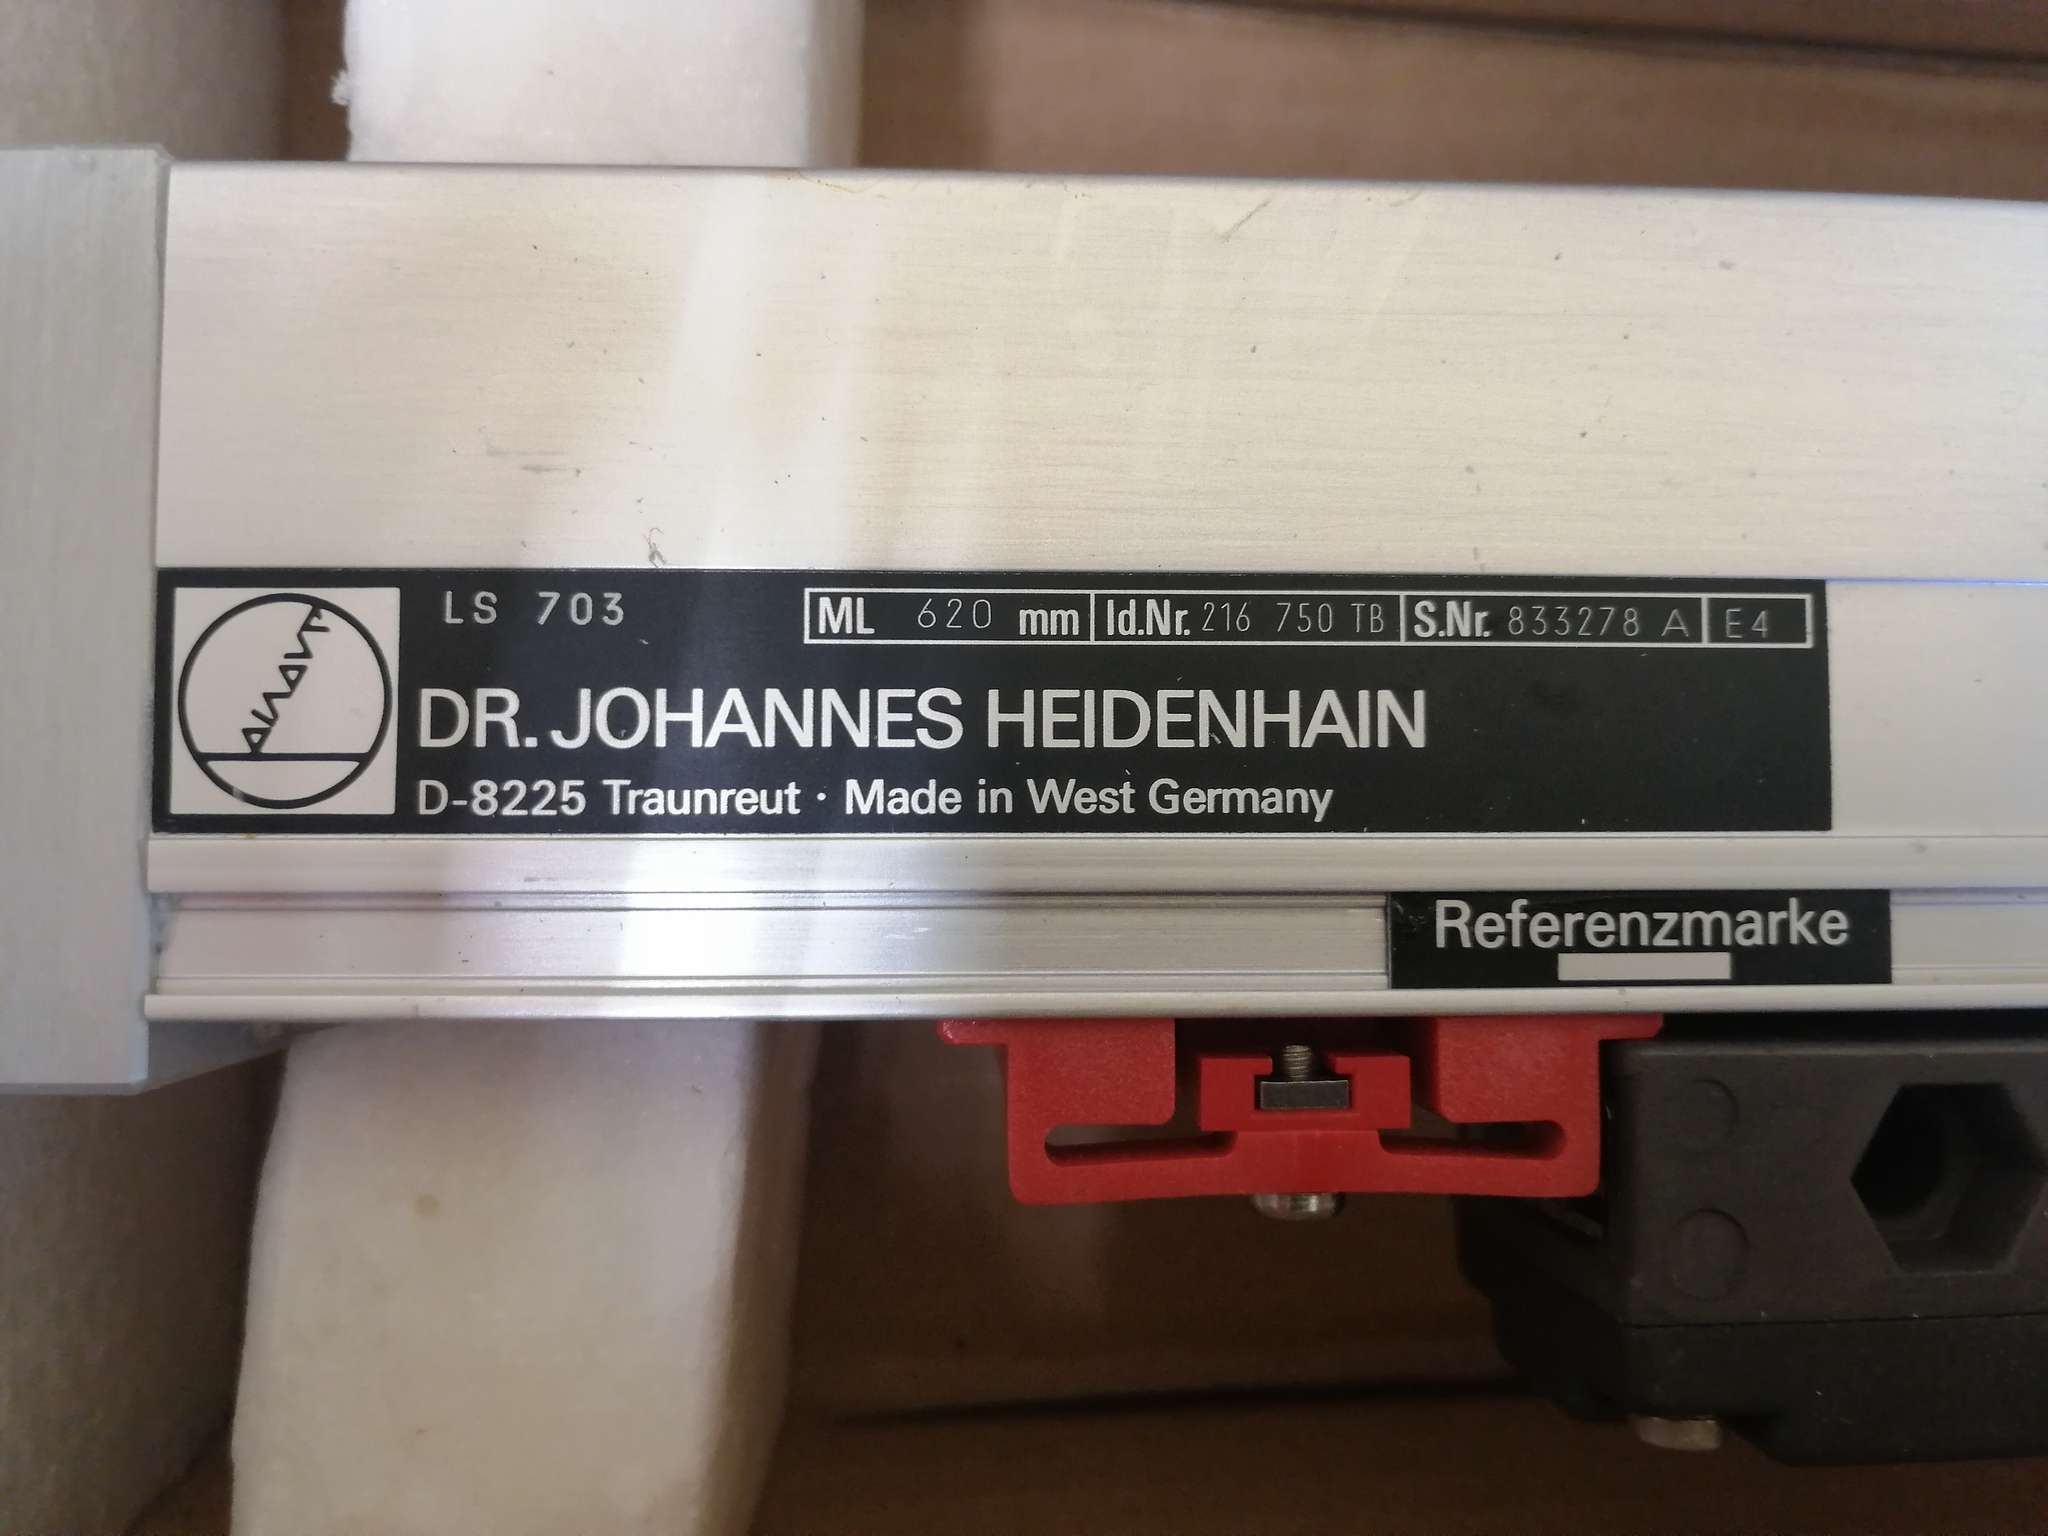 LS 703 ML 620 mm Id.Nr. 216 750 TB S.Nr. 833278 A E4
DR. JOHANNES HEIDENHAIN
D-8225 Traunreut · Made in West Germany
Referenzmarke